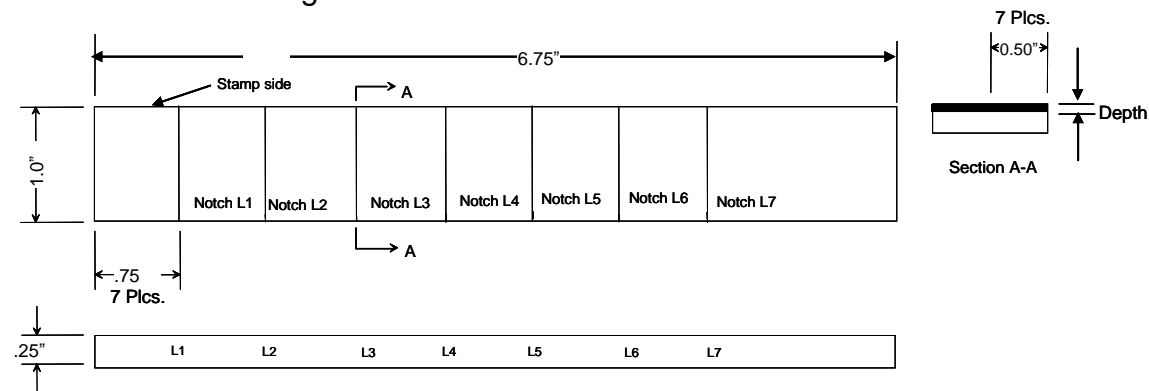 7 Plcs.
0.50”
6.75”
Stamp side
A
Depth
1.0”
Section A-A
Notch L1
Notch L2
Notch L3
Notch L4
Notch L5
Notch L6
Notch L7
A
.75
7 Plcs.
.25”
L1
L2
L3
L4
L5
L6
L7